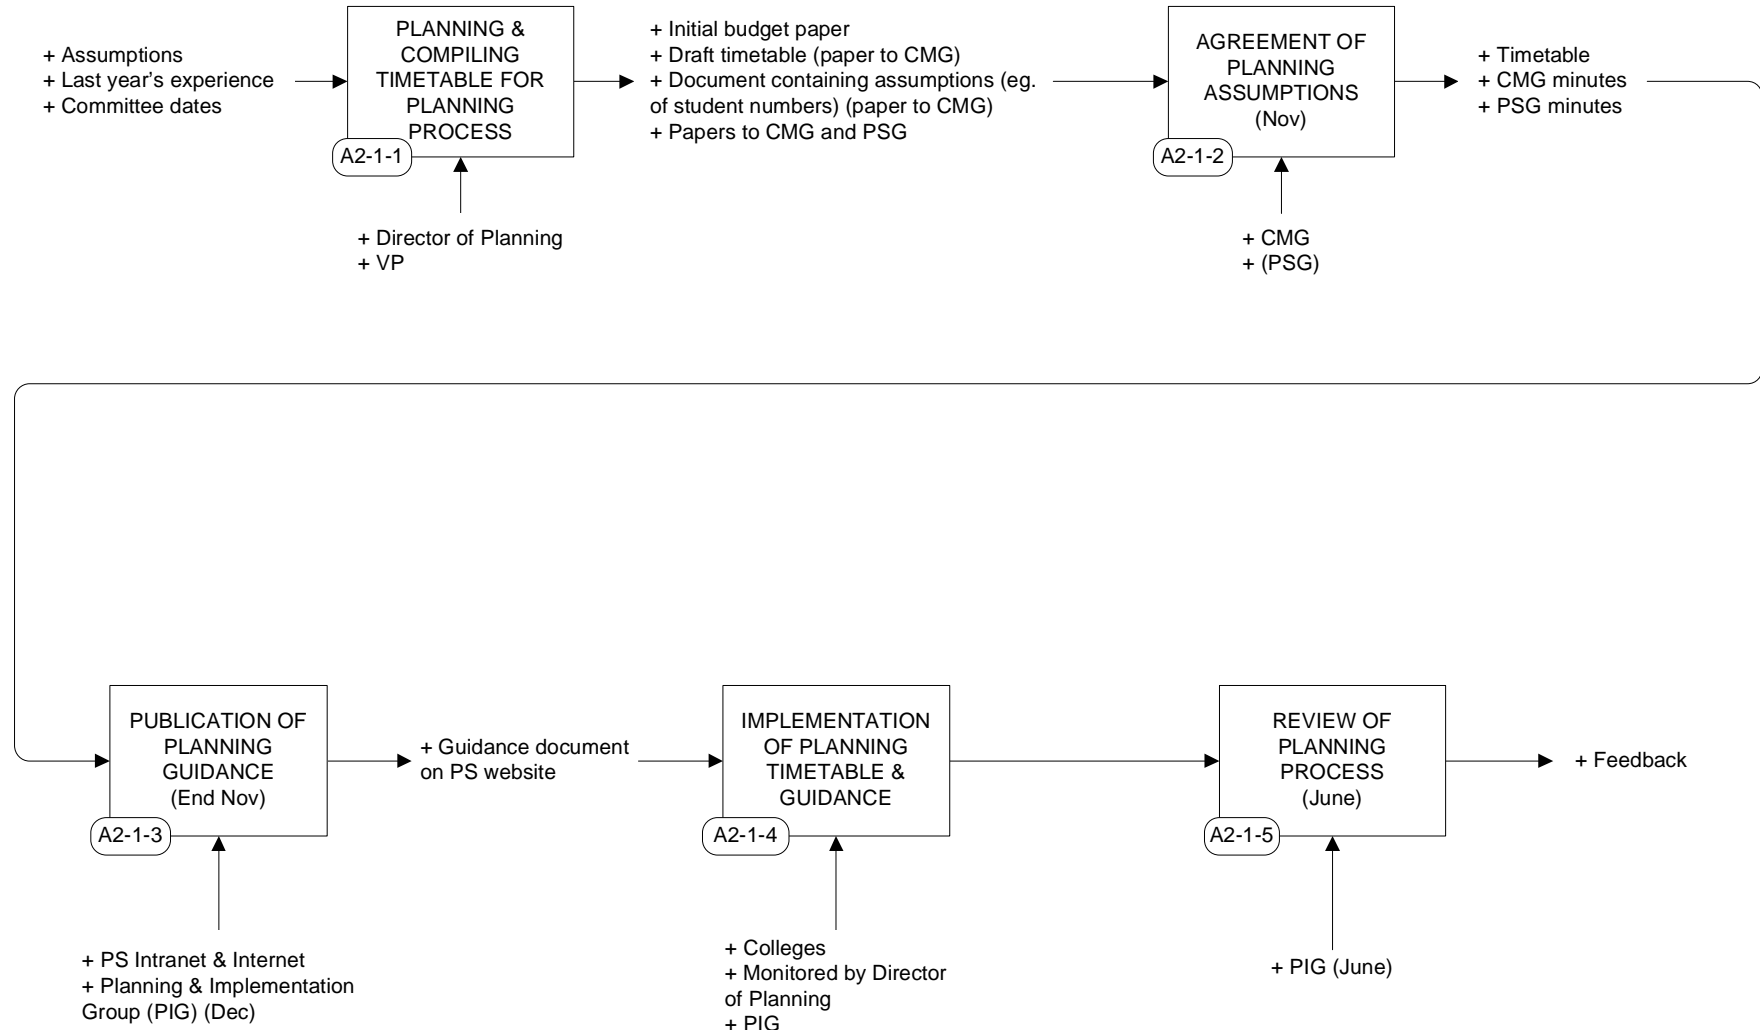 + Assumptions
+ Last year's experience
+ Committee dates
PLANNING &
COMPILING
TIMETABLE FOR
PLANNING
PROCESS
A2-1-1
+ Director of Planning
+ VP
+ Initial budget paper
+ Draft timetable (paper to CMG)
+ Document containing assumptions (eg.
of student numbers) (paper to CMG)
+ Papers to CMG and PSG
AGREEMENT OF
PLANNING
ASSUMPTIONS
(Nov)
A2-1-2
+ CMG
+ (PSG)
+ Timetable
+ CMG minutes
+ PSG minutes
PUBLICATION OF
PLANNING
GUIDANCE
(End Nov)
A2-1-3
+ PS Intranet & Internet
+ Planning & Implementation
Group (PIG) (Dec)
+ Guidance document
on PS website
IMPLEMENTATION
OF PLANNING
TIMETABLE &
GUIDANCE
A2-1-4
+ Colleges
+ Monitored by Director
of Planning
+ PIG
REVIEW OF
PLANNING
PROCESS
(June)
A2-1-5
+ PIG (June)
+ Feedback